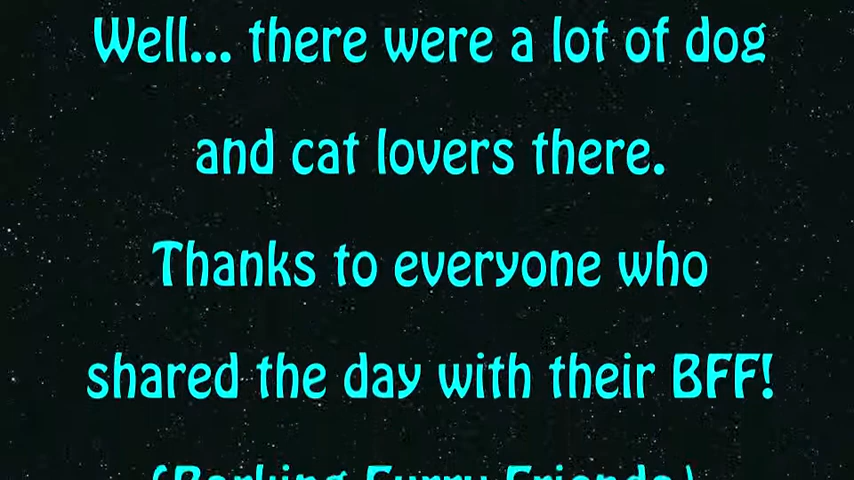 Well... there were a lot of dog
and cat lovers there.
Thanks to everyone who
shared the day with their BFF!
(Barking Furry Friends)